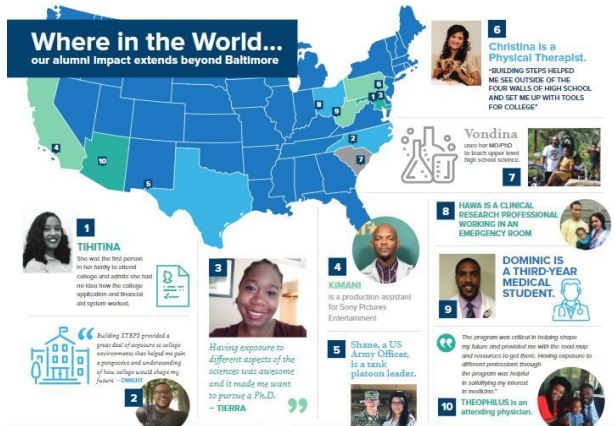 Where in the World...
our alumni impact extends beyond Baltimore
6
1 3
8
9
2
4
10
7
5
6
Christina is a
Physical Therapist.
“BUILDING STEPS HELPED
ME SEE OUTSIDE OF THE
FOUR WALLS OF HIGH SCHOOL
AND SET ME UP WITH TOOLS
FOR COLLEGE”
Vondina
uses her MD/PhD
to teach upper level
high school science.
7
8
HAWA IS A CLINICAL
RESEARCH PROFESSIONAL
WORKING IN AN
EMERGENCY ROOM
1
TIHITINA
She was the first person
in her family to attend
college and admits she had
no idea how the college
application and financial
aid system worked.
“
Building STEPS provided a
great deal of exposure to college
environments that helped me gain
a perspective and understanding
of how college would shape my
future. – DWIGHT
2
3
Having exposure to
different aspects of the
sciences was awesome
and it made me want
to pursue a Ph.D.
– TIERRA
”
4
KIMANI
is a production assistant
for Sony Pictures
Entertainment
5
Shane, a US
Army Officer,
is a tank
platoon leader.
DOMINIC IS
A THIRD-YEAR
MEDICAL
STUDENT.
9
“
The program was critical in helping shape
my future and provided me with the road map
and resources to get there. Having exposure to
different professions through
the program was helpful
in solidifying my interest
in medicine.”
10
THEOPHILUS is an
attending physician.